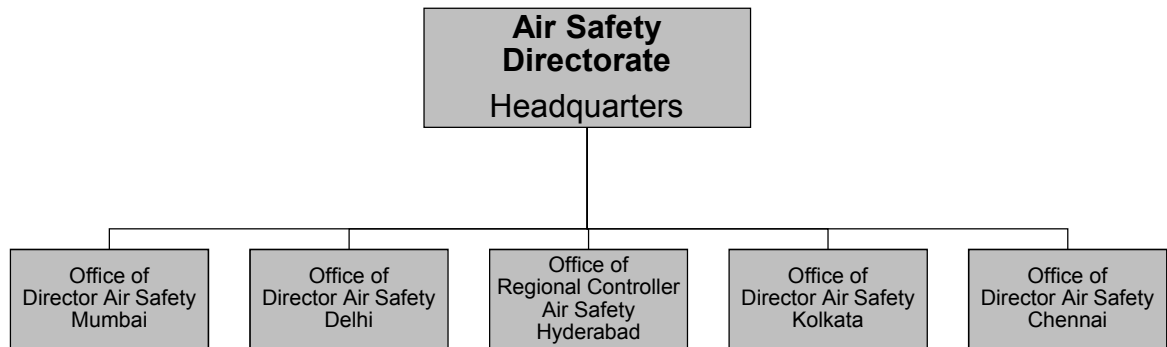 Air Safety
Directorate
Headquarters
Office of
Director Air Safety
Mumbai
Office of
Director Air Safety
Delhi
Office of
Regional Controller
Air Safety
Hyderabad
Office of
Director Air Safety
Kolkata
Office of
Director Air Safety
Chennai